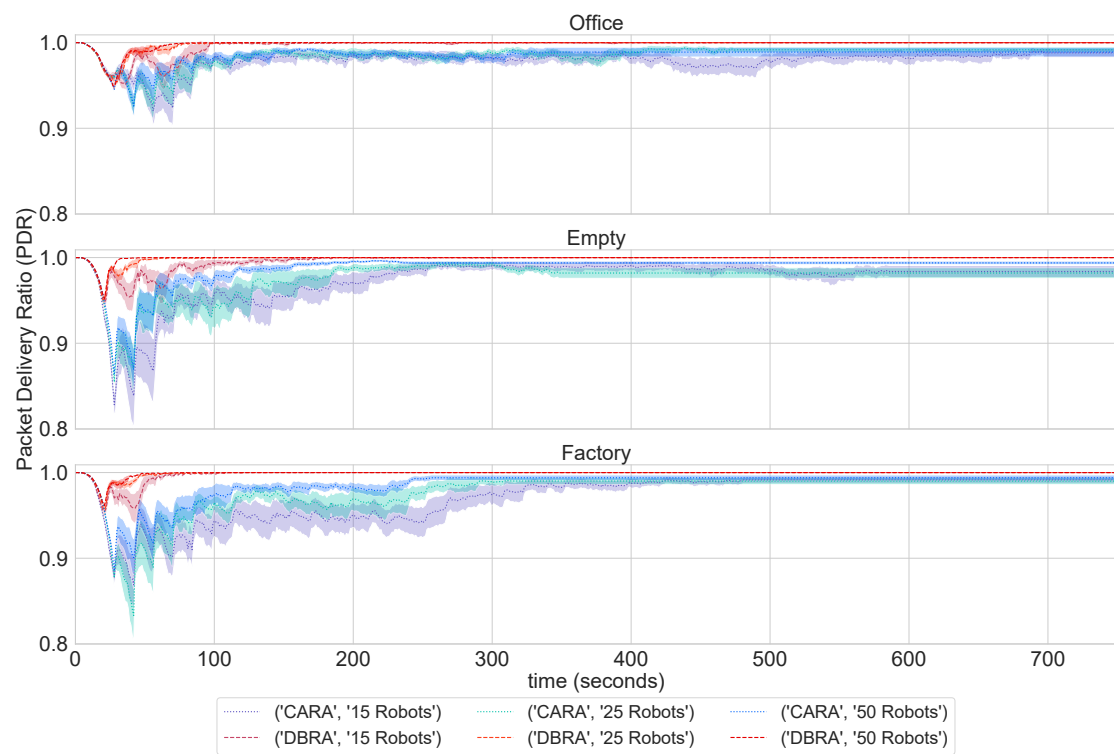 Office
1.0
0.9
0.8
Empty
1.0
0.9
0.8
Factory
1.0
0.9
0.8
Packet Delivery Ratio (PDR)
0 100 200 300 400 500 600 700
time (seconds)
('CARA', '15 Robots') ('CARA', '25 Robots') ('CARA', '50 Robots')
('DBRA', '15 Robots') ('DBRA', '25 Robots') ('DBRA', '50 Robots')